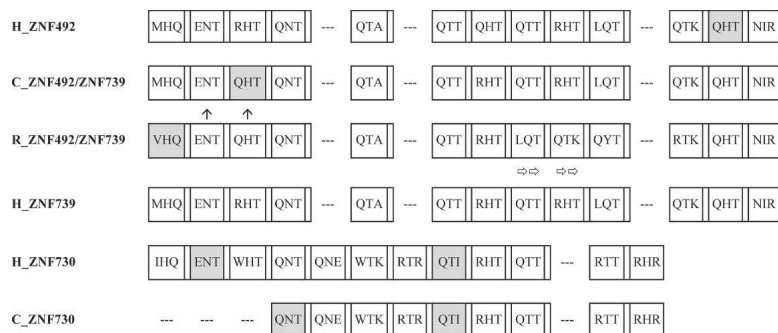 H_ZNF492 MHQ ENT RHT QNT --- QTA --- QTT QHT QTT RHT LQT --- QTK QHT NIR
C_ZNF492/ZNF739 MHQ ENT QHT QNT --- QTA --- QTT RHT QTT RHT LQT --- QTK QHT NIR
R_ZNF492/ZNF739 VHQ ENT QHT QNT --- QTA --- QTT RHT LQT QTK QYT --- RTK QHT NIR
H_ZNF739 MHQ ENT RHT QNT --- QTA --- QTT RHT QTT RHT LQT --- QTK QHT NIR
H_ZNF730 IHQ ENT WHT QNT QNE WTK RTR QTI RHT QTT --- RTT RHR
C_ZNF730 --- --- --- QNT QNE WTK RTR QTI RHT QTT --- RTT RHR